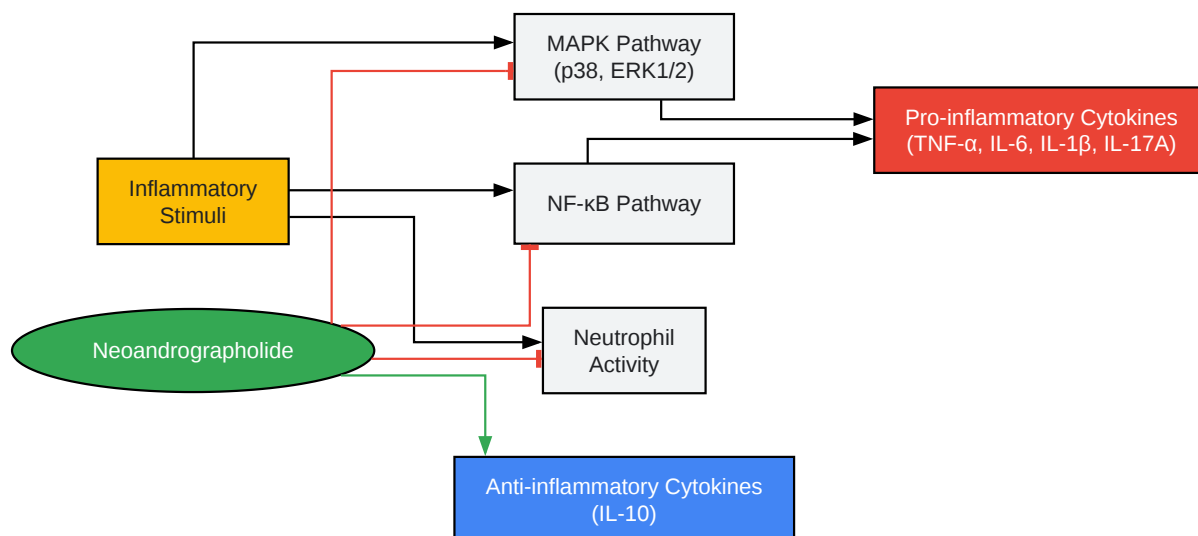 MAPK Pathway
(p38, ERK1/2)
Pro-inflammatory Cytokines
(TNF-α, IL-6, IL-1β, IL-17A)
Inflammatory
Stimuli
NF-κB Pathway
Neoandrographolide
Neutrophil
Activity
Anti-inflammatory Cytokines
(IL-10)